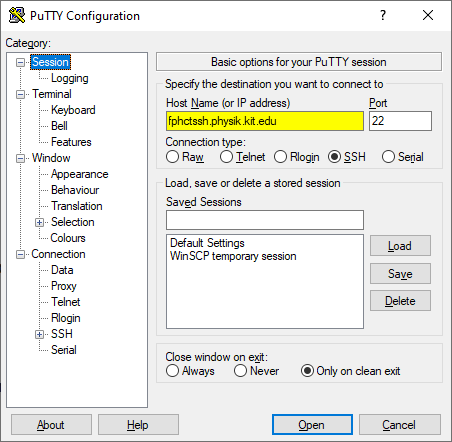 PuTTY Configuration
?
Category:
Session
Logging
Terminal
Keyboard
Bell
Features
Window
Appearance
Behaviour
Translation
Selection
Colours
Connection
Data
Proxy
Telnet
Rlogin
SSH
Serial
Basic options for your PuTTY session
Specify the destination you want to connect to
Host Name (or IP address) Port
fphctssh.physik.kit.edu 22
Connection type:
Raw Telnet Rlogin SSH Serial
Load, save or delete a stored session
Saved Sessions
Default Settings
WinSCP temporary session
Load
Save
Delete
Close window on exit:
Always Never Only on clean exit
About Help Open Cancel